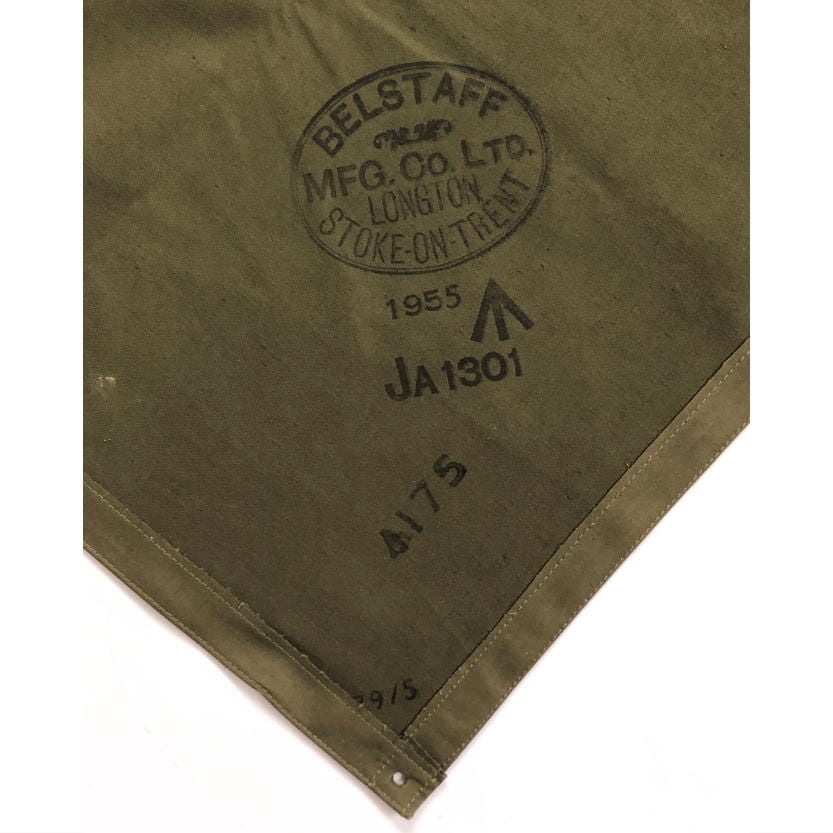 BELSTAFF
MFG. CO. LTD.
LONGTON
STOKE-ON-TRENT
1955
JA1301
A175